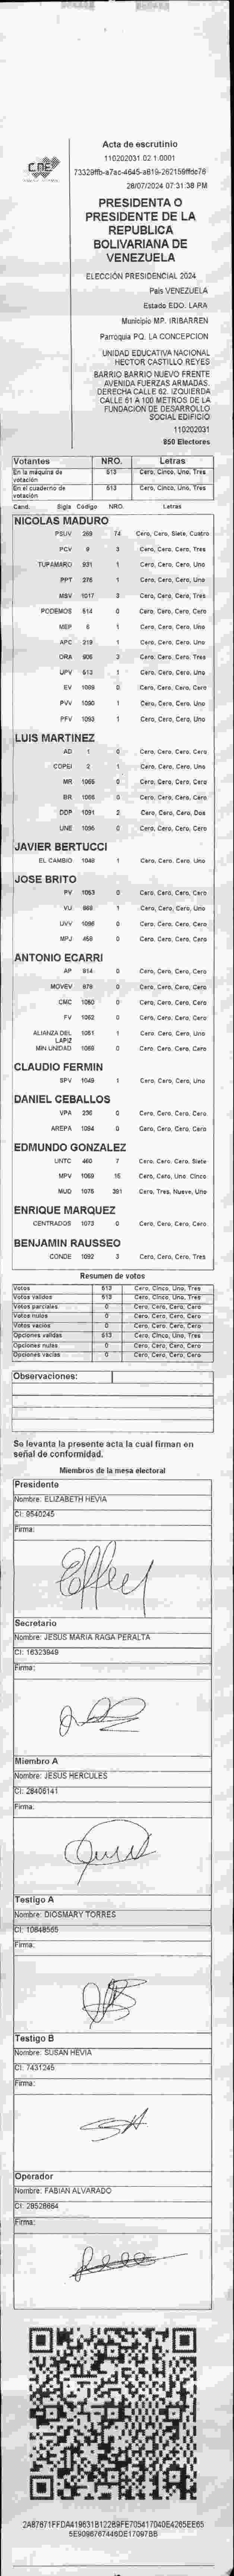 CNE
Acta de escrutinio
110202031.02.1.0001
28/07/2024 07:31:38 PM
PRESIDENTA O
PRESIDENTE DE LA
REPUBLICA
BOLIVARIANA DE
VENEZUELA
ELECCIÓN PRESIDENCIAL 2024
País VENEZUELA
Estado EDO. LARA
Municipio MP. IRIBARREN
Parroquia PQ. LA CONCEPCION
UNIDAD EDUCATIVA NACIONAL
HECTOR CASTILLO REYES
BARRIO BARRIO NUEVO FRENTE
AVENIDA FUERZAS ARMADAS.
DERECHA CALLE 62. IZQUIERDA
CALLE 61 A 100 METROS DE LA
FUNDACION DE DESARROLLO
SOCIAL EDIFICIO
110202031
850 Electores
Votantes NRO. Letras
En la máquina de votación 513 Cero, Cinco, Uno, Tres
En el cuaderno de votación 513 Cero, Cinco, Uno, Tres
Cand. Sigla Código NRO. Letras
NICOLAS MADURO
PSUV 269 74 Cero, Cero, Siete, Cuatro
PCV 9 3 Cero, Cero, Cero, Tres
TUPAMARO 931 1 Cero, Cero, Cero, Uno
PPT 276 1 Cero, Cero, Cero, Uno
MSV 1017 3 Cero, Cero, Cero, Tres
PODEMOS 614 0 Cero, Cero, Cero, Cero
MEP 6 1 Cero, Cero, Cero, Uno
APC 219 1 Cero, Cero, Cero, Uno
ORA 906 3 Cero, Cero, Cero, Tres
UPV 613 1 Cero, Cero, Cero, Uno
EV 1009 0 Cero, Cero, Cero, Cero
PVV 1090 1 Cero, Cero, Cero, Uno
PFV 1093 1 Cero, Cero, Cero, Uno
LUIS MARTINEZ
AD 1 0 Cero, Cero, Cero, Cero
COPEI 2 1 Cero, Cero, Cero, Uno
MR 1065 0 Cero, Cero, Cero, Cero
BR 1066 0 Cero, Cero, Cero, Cero
DDP 1091 2 Cero, Cero, Cero, Dos
UNE 1096 0 Cero, Cero, Cero, Cero
JAVIER BERTUCCI
EL CAMBIO 1048 1 Cero, Cero, Cero, Uno
JOSE BRITO
PV 1053 0 Cero, Cero, Cero, Cero
VU 868 1 Cero, Cero, Cero, Uno
UVV 1086 0 Cero, Cero, Cero, Cero
MPJ 458 0 Cero, Cero, Cero, Cero
ANTONIO ECARRI
AP 914 0 Cero, Cero, Cero, Cero
MOVEV 878 0 Cero, Cero, Cero, Cero
CMC 1050 0 Cero, Cero, Cero, Cero
FV 1052 0 Cero, Cero, Cero, Cero
ALIANZA DEL LAPIZ 1051 1 Cero, Cero, Cero, Uno
MIN UNIDAD 1069 0 Cero, Cero, Cero, Cero
CLAUDIO FERMIN
SPV 1049 1 Cero, Cero, Cero, Uno
DANIEL CEBALLOS
VPA 236 0 Cero, Cero, Cero, Cero
AREPA 1094 0 Cero, Cero, Cero, Cero
EDMUNDO GONZALEZ
UNTC 460 7 Cero, Cero, Cero, Siete
MPV 1069 15 Cero, Cero, Uno, Cinco
MUD 1075 391 Cero, Tres, Nueve, Uno
ENRIQUE MARQUEZ
CENTRADOS 1073 0 Cero, Cero, Cero, Cero
BENJAMIN RAUSSEO
CONDE 1092 3 Cero, Cero, Cero, Tres
Resumen de votos
Votos 513 Cero, Cinco, Uno, Tres
Votos validos 513 Cero, Cinco, Uno, Tres
Votos parciales 0 Cero, Cero, Cero, Cero
Votos nulos 0 Cero, Cero, Cero, Cero
Votos vacios 0 Cero, Cero, Cero, Cero
Opciones validas 513 Cero, Cinco, Uno, Tres
Opciones nulas 0 Cero, Cero, Cero, Cero
Opciones vacias 0 Cero, Cero, Cero, Cero
Observaciones:
Se levanta la presente acta la cual firman en
señal de conformidad.
Miembros de la mesa electoral
Presidente
Nombre: ELIZABETH HEVIA
CI: 9540245
Firma:
Secretario
Nombre: JESUS MARIA RAGA PERALTA
CI: 16323949
Firma:
Miembro A
Nombre: JESUS HERCULES
CI: 28406141
Firma:
Testigo A
Nombre: DIOSMARY TORRES
CI: 10848565
Firma:
Testigo B
Nombre: SUSAN HEVIA
CI: 7431245
Firma:
Operador
Nombre: FABIAN ALVARADO
CI: 28528664
Firma: